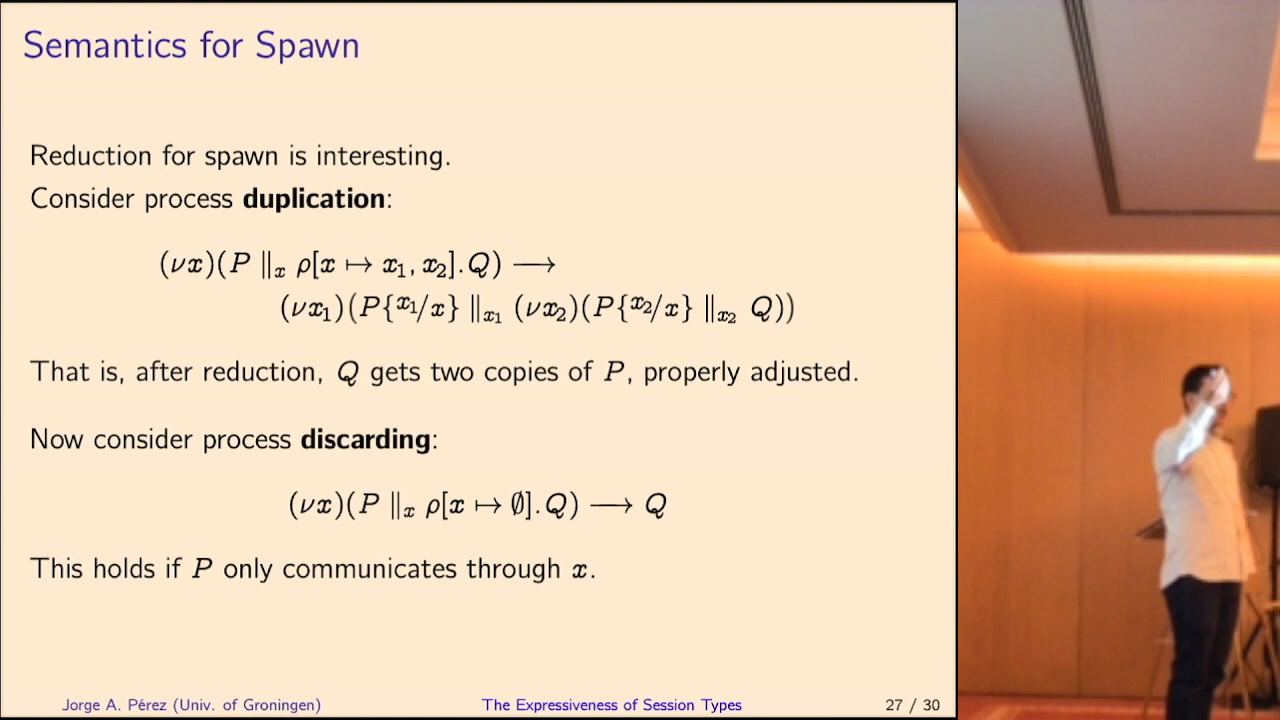 Semantics for Spawn
Reduction for spawn is interesting.
Consider process duplication:
(νx)(P ∥ₓ ρ[x ↦ x₁, x₂].Q) ⟶
(νx₁)(P{x₁/x} ∥ₓ₁ (νx₂)(P{x₂/x} ∥ₓ₂ Q))
That is, after reduction, Q gets two copies of P, properly adjusted.
Now consider process discarding:
(νx)(P ∥ₓ ρ[x ↦ ∅].Q) ⟶ Q
This holds if P only communicates through x.
Jorge A. Pérez (Univ. of Groningen) The Expressiveness of Session Types 27 / 30